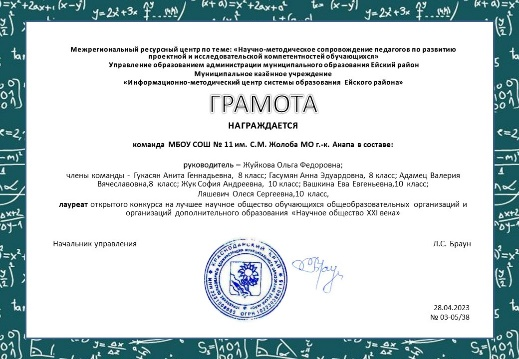 Межрегиональный ресурсный центр по теме: «Научно-методическое сопровождение педагогов по развитию
проектной и исследовательской компетентностей обучающихся»
Управление образованием администрации муниципального образования Ейский район
Муниципальное казённое учреждение
«Информационно-методический центр системы образования Ейского района»
ГРАМОТА
НАГРАЖДАЕТСЯ
команда МБОУ СОШ № 11 им. С.М. Жолоба МО г.-к. Анапа в составе:
руководитель – Жуйкова Ольга Федоровна;
члены команды - Гукасян Анита Геннадьевна, 8 класс; Гасумян Анна Эдуардовна, 8 класс; Адамец Валерия
Вячеславовна,8 класс; Жук София Андреевна, 10 класс; Вашкина Ева Евгеньевна,10 класс;
Ляшевич Олеся Сергеевна,10 класс,
лауреат открытого конкурса на лучшее научное общество обучающихся общеобразовательных организаций и
организаций дополнительного образования «Научное общество XXI века»
Начальник управления Л.С. Браун
КРАСНОДАРСКИЙ КРАЙ
28.04.2023
№ 03-05/38